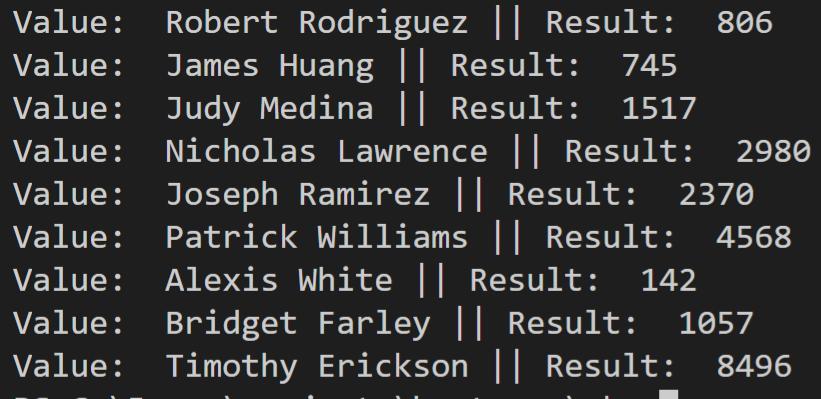 Value:  Robert Rodriguez || Result:  806
Value:  James Huang || Result:  745
Value:  Judy Medina || Result:  1517
Value:  Nicholas Lawrence || Result:  2980
Value:  Joseph Ramirez || Result:  2370
Value:  Patrick Williams || Result:  4568
Value:  Alexis White || Result:  142
Value:  Bridget Farley || Result:  1057
Value:  Timothy Erickson || Result:  8496